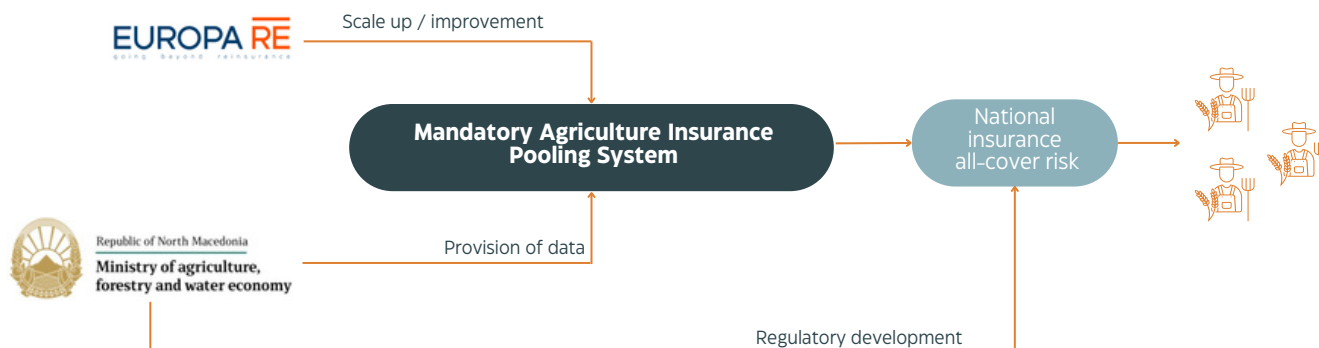 Scale up / improvement
EUROPA RE
going beyond reinsurance
Mandatory Agriculture Insurance
Pooling System
National
insurance
all-cover risk
Republic of North Macedonia
Ministry of agriculture,
forestry and water economy
Provision of data
Regulatory development